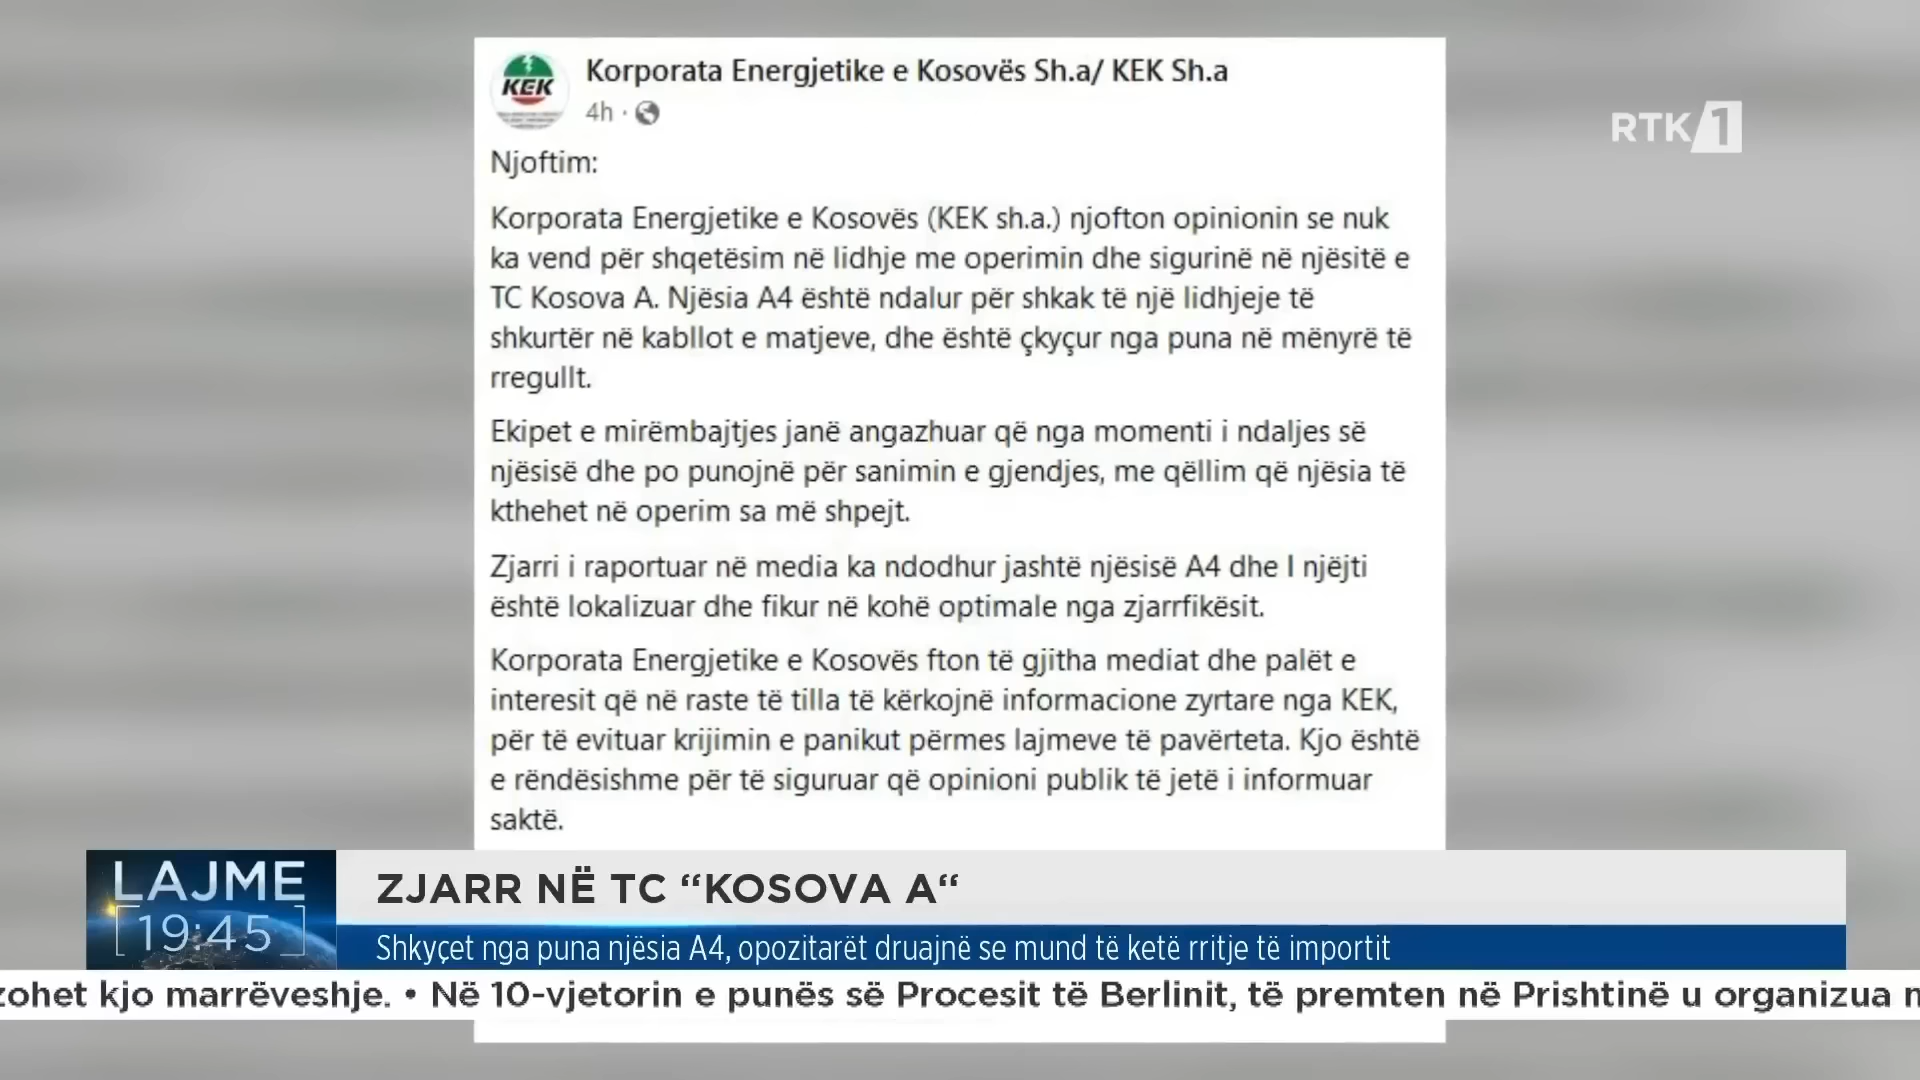 KEK
Korporata Energjetike e Kosovës Sh.a/ KEK Sh.a
4h ·
RTK 1
Njoftim:
Korporata Energjetike e Kosovës (KEK sh.a.) njofton opinionin se nuk
ka vend për shqetësim në lidhje me operimin dhe sigurinë në njësitë e
TC Kosova A. Njësia A4 është ndalur për shkak të një lidhjeje të
shkurtër në kabllot e matjeve, dhe është çkyçur nga puna në mënyrë të
rregullt.
Ekipet e mirëmbajtjes janë angazhuar që nga momenti i ndaljes së
njësisë dhe po punojnë për sanimin e gjendjes, me qëllim që njësia të
kthehet në operim sa më shpejt.
Zjarri i raportuar në media ka ndodhur jashtë njësisë A4 dhe I njëjti
është lokalizuar dhe fikur në kohë optimale nga zjarrfikësit.
Korporata Energjetike e Kosovës fton të gjitha mediat dhe palët e
interesit që në raste të tilla të kërkojnë informacione zyrtare nga KEK,
për të evituar krijimin e panikut përmes lajmeve të pavërteta. Kjo është
e rëndësishme për të siguruar që opinioni publik të jetë i informuar
saktë.
LAJME
19:45
ZJARR NË TC “KOSOVA A“
Shkyçet nga puna njësia A4, opozitarët druajnë se mund të ketë rritje të importit
zohet kjo marrëveshje. • Në 10-vjetorin e punës së Procesit të Berlinit, të premten në Prishtinë u organizua